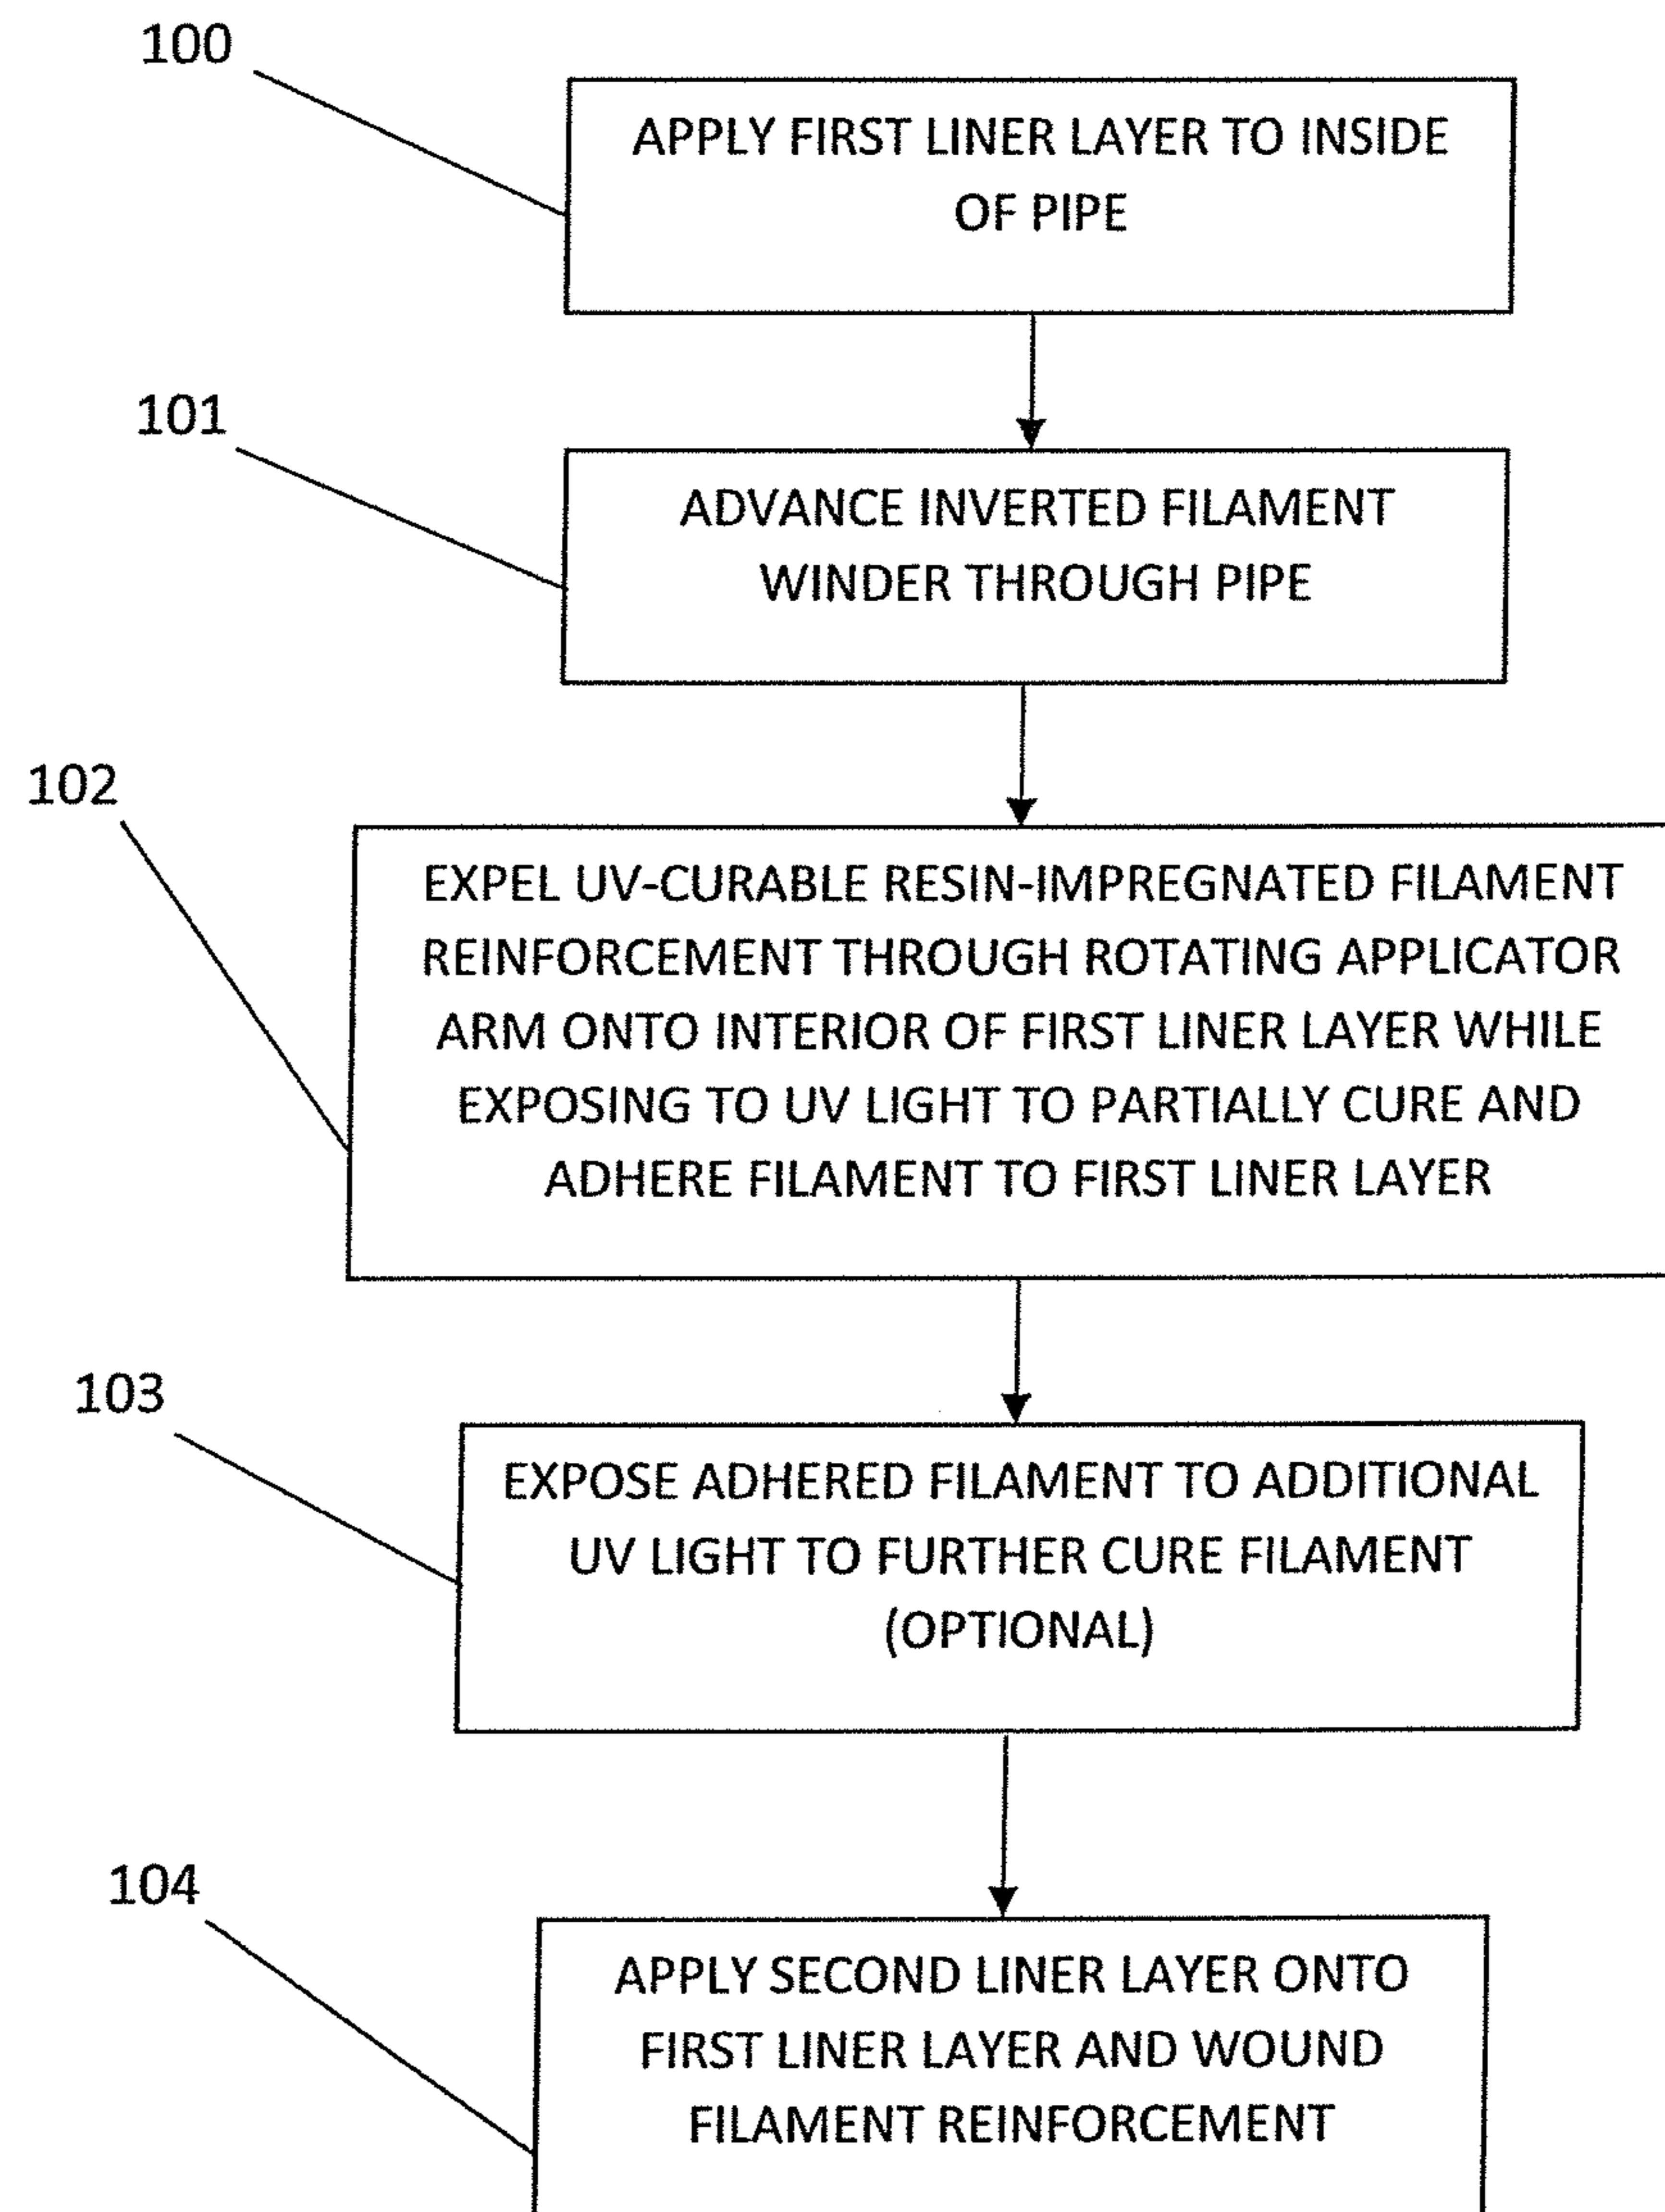 100
APPLY FIRST LINER LAYER TO INSIDE
OF PIPE
101
ADVANCE INVERTED FILAMENT
WINDER THROUGH PIPE
102
EXPEL UV-CURABLE RESIN-IMPREGNATED FILAMENT
REINFORCEMENT THROUGH ROTATING APPLICATOR
ARM ONTO INTERIOR OF FIRST LINER LAYER WHILE
EXPOSING TO UV LIGHT TO PARTIALLY CURE AND
ADHERE FILAMENT TO FIRST LINER LAYER
103
EXPOSE ADHERED FILAMENT TO ADDITIONAL
UV LIGHT TO FURTHER CURE FILAMENT
(OPTIONAL)
104
APPLY SECOND LINER LAYER ONTO
FIRST LINER LAYER AND WOUND
FILAMENT REINFORCEMENT